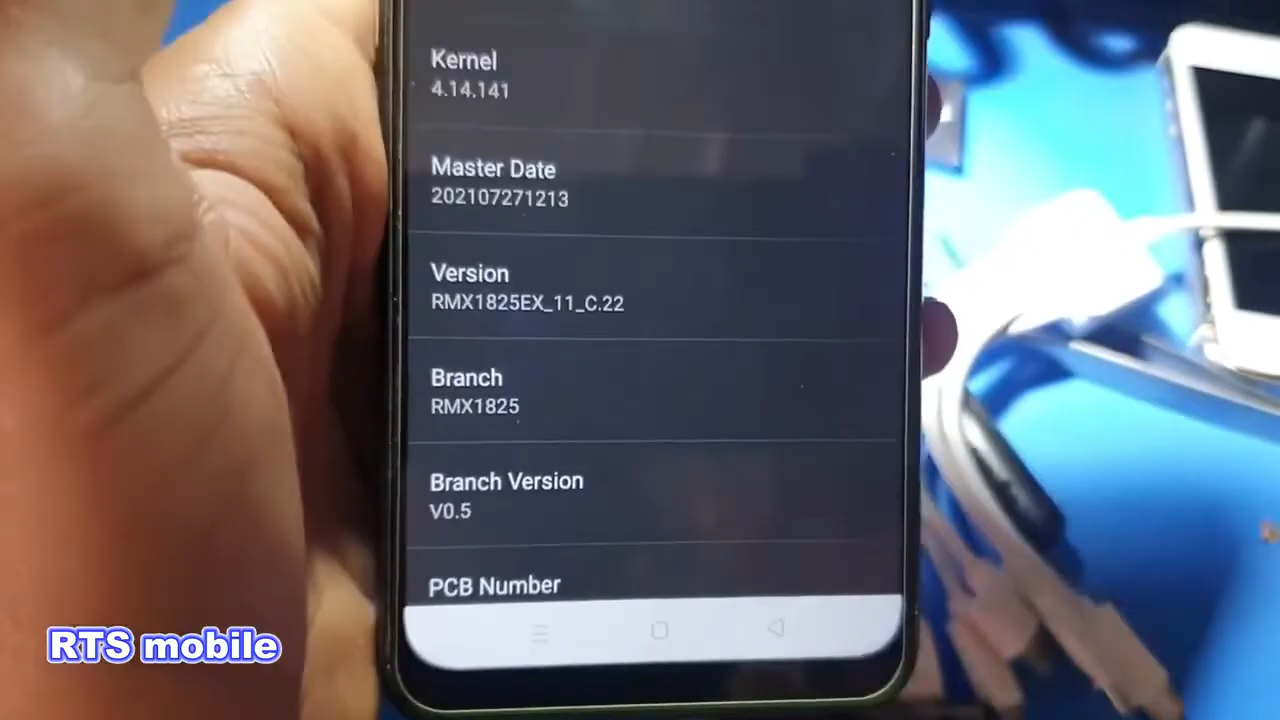 Kernel
4.14.141
Master Date
202107271213
Version
RMX1825EX_11_C.22
Branch
RMX1825
Branch Version
V0.5
PCB Number
RTS mobile